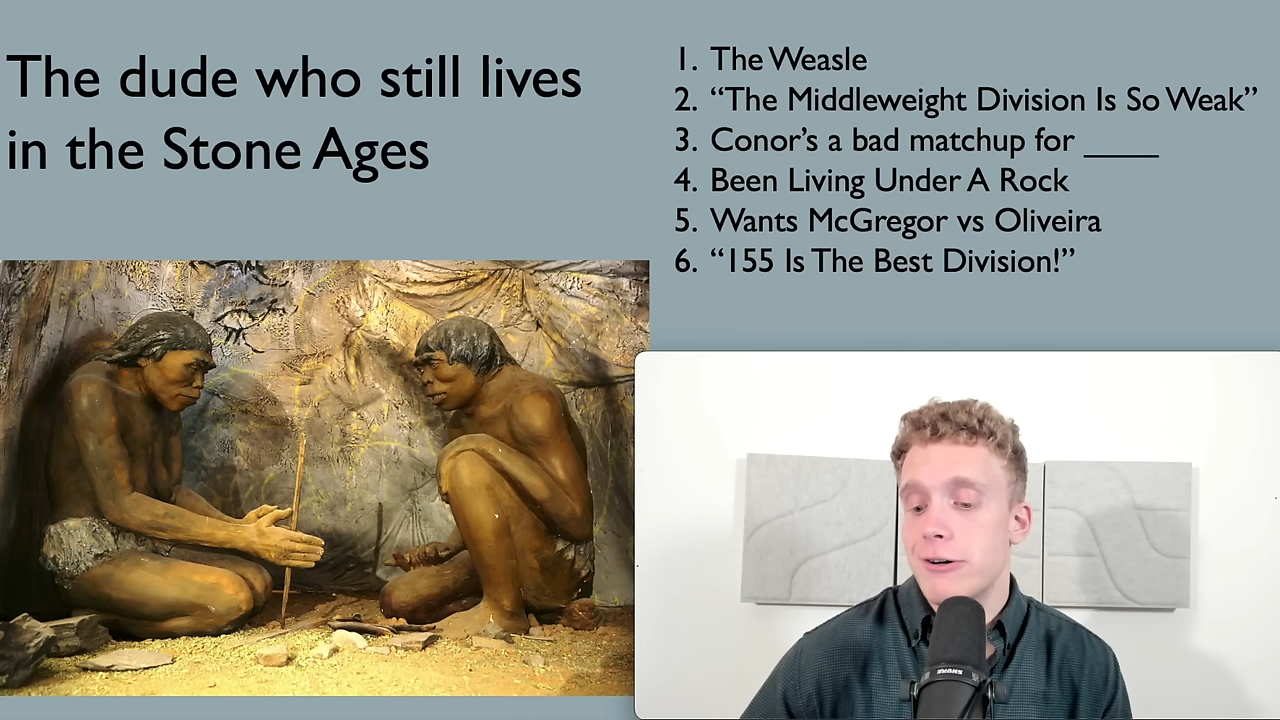 The dude who still lives
in the Stone Ages
1. The Weasle
2. “The Middleweight Division Is So Weak”
3. Conor’s a bad matchup for ____
4. Been Living Under A Rock
5. Wants McGregor vs Oliveira
6. “155 Is The Best Division!”
SHURE